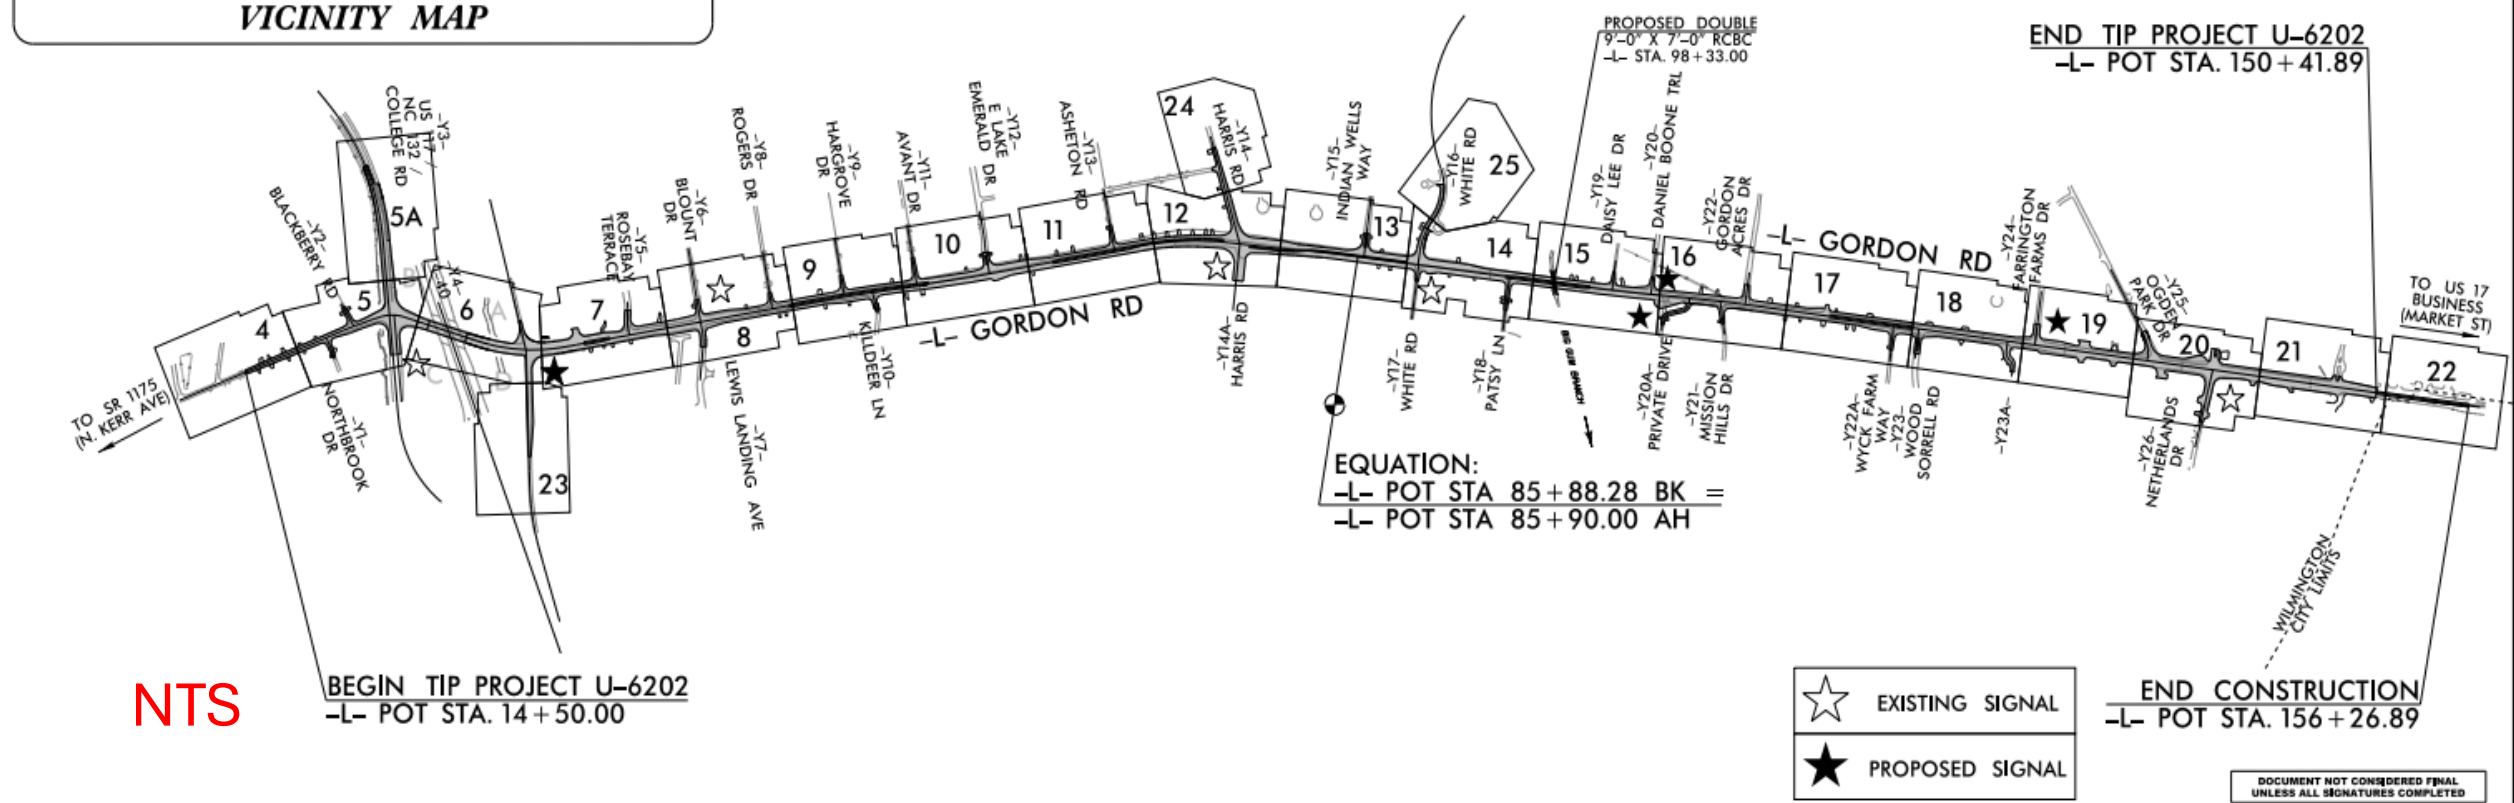 VICINITY MAP
PROPOSED DOUBLE
9'-0" X 7'-0" RCBC
-L- STA. 98+33.00
END TIP PROJECT U-6202
-L- POT STA. 150+41.89
-Y3-
US 117 /
NC 132 /
COLLEGE RD
-Y2-
BLACKBERRY RD
-Y4-
I-40
-Y5-
ROSEBAY
TERRACE
-Y6-
BLOUNT
DR
-Y8-
ROGERS DR
-Y9-
HARGROVE
DR
-Y11-
AVANT DR
-Y12-
E LAKE
EMERALD DR
-Y13-
ASHETON RD
-Y14-
HARRIS RD
-Y15-
INDIAN WELLS
WAY
-Y16-
WHITE RD
-Y19-
DAISY LEE DR
-Y20-
DANIEL BOONE TRL
-Y22-
GORDON
ACRES DR
-L- GORDON RD
-Y24-
FARRINGTON
FARMS DR
-Y25-
OGDEN
PARK DR
TO US 17
BUSINESS
(MARKET ST)
4
5
5A
6
7
8
9
10
11
12
24
13
25
14
15
16
17
18
19
20
21
22
23
A
B
C
D
C
TO SR 1175
(N. KERR AVE)
-Y1-
NORTHBROOK
DR
-Y7-
LEWIS LANDING AVE
-Y10-
KILLDEER LN
-L- GORDON RD
-Y14A-
HARRIS RD
-Y17-
WHITE RD
-Y18-
PATSY LN
BIG GUM BRANCH
-Y20A-
PRIVATE DRIVE
-Y21-
MISSION
HILLS DR
-Y22A-
WYCK FARM
WAY
-Y23-
WOOD
SORRELL RD
-Y23A-
-Y26-
NETHERLANDS
DR
WILMINGTON
CITY LIMITS
EQUATION:
-L- POT STA 85+88.28 BK =
-L- POT STA 85+90.00 AH
NTS
BEGIN TIP PROJECT U-6202
-L- POT STA. 14+50.00
EXISTING SIGNAL
PROPOSED SIGNAL
END CONSTRUCTION
-L- POT STA. 156+26.89
DOCUMENT NOT CONSIDERED FINAL
UNLESS ALL SIGNATURES COMPLETED